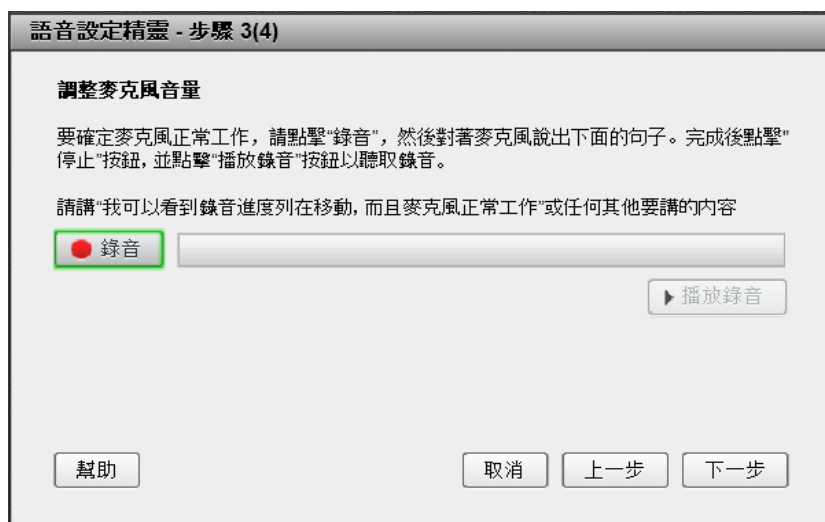 語音設定精靈 - 步驟 3(4)
調整麥克風音量
要確定麥克風正常工作，請點擊“錄音”，然後對著麥克風說出下面的句子。完成後點擊“
停止”按鈕，並點擊“播放錄音”按鈕以聽取錄音。
請講“我可以看到錄音進度列在移動，而且麥克風正常工作”或任何其他要講的内容
錄音
播放錄音
幫助
取消
上一步
下一步